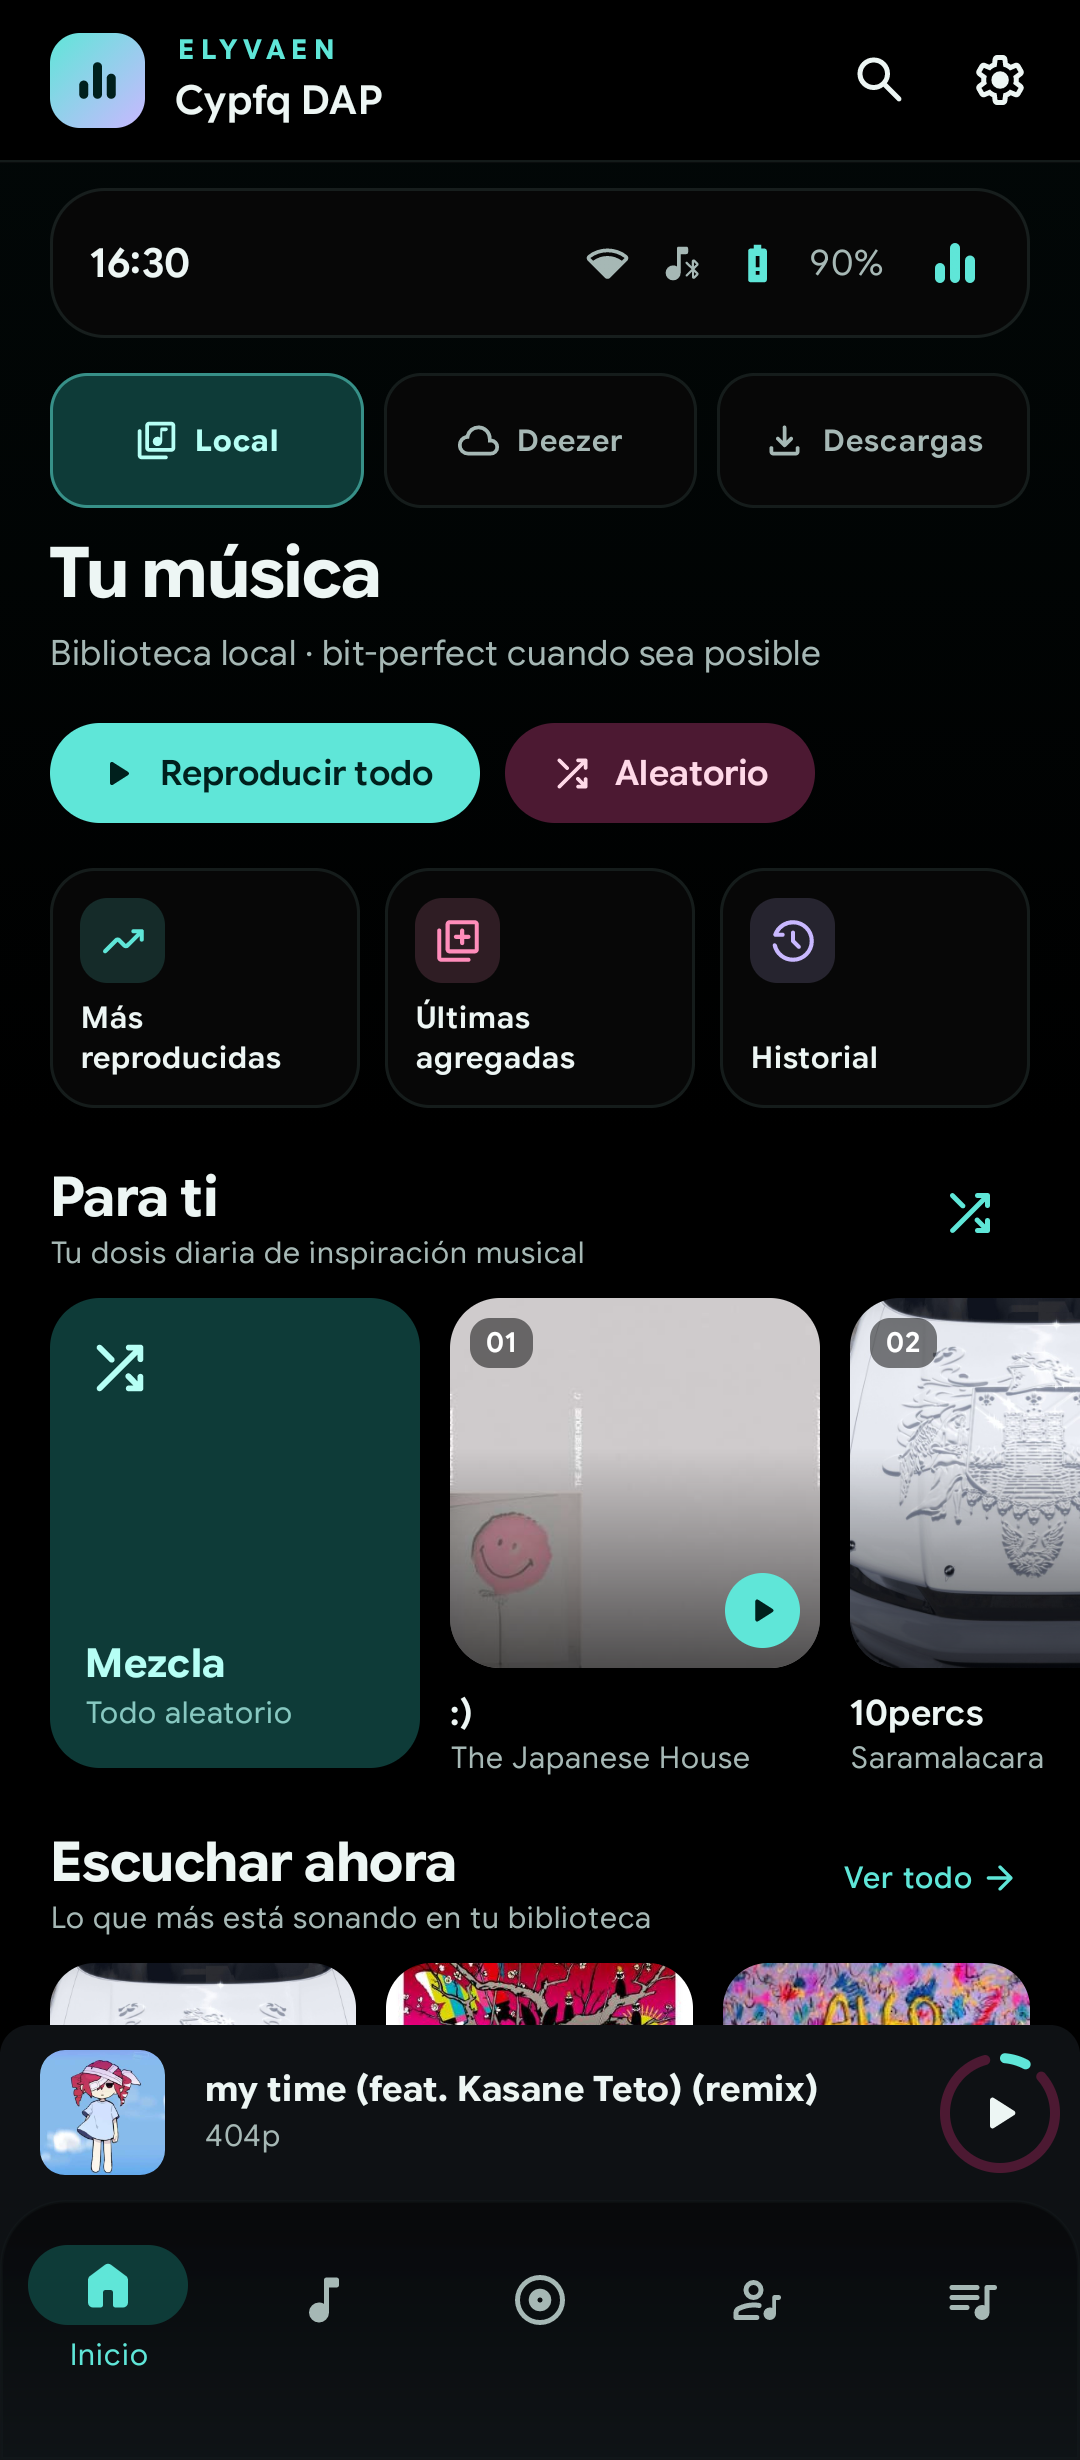 ELYVAEN
Cypfq DAP
16:30
90%
Local
Deezer
Descargas
Tu música
Biblioteca local · bit-perfect cuando sea posible
Reproducir todo
Aleatorio
Más
reproducidas
Últimas
agregadas
Historial
Para ti
Tu dosis diaria de inspiración musical
01
02
THE JAPANESE HOUSE
Mezcla
Todo aleatorio
:)
The Japanese House
10percs
Saramalacara
Escuchar ahora
Ver todo →
Lo que más está sonando en tu biblioteca
my time (feat. Kasane Teto) (remix)
404p
Inicio